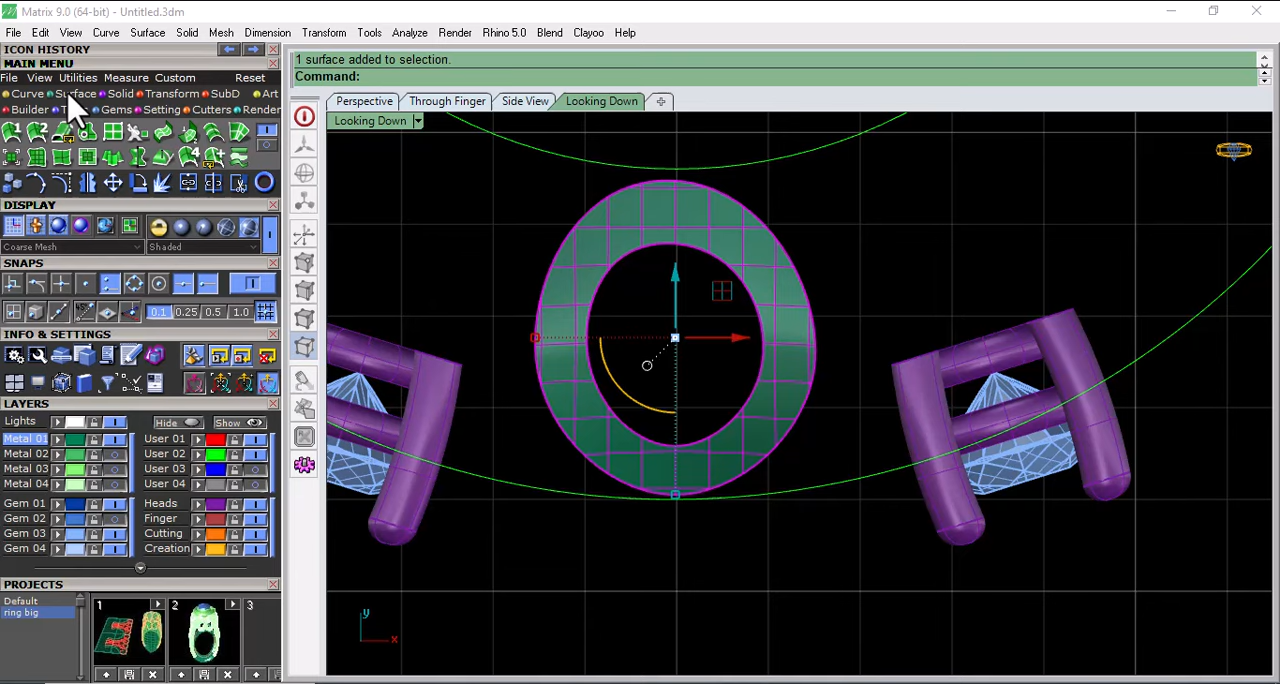 Matrix 9.0 (64-bit) - Untitled.3dm
File Edit View Curve Surface Solid Mesh Dimension Transform Tools Analyze Render Rhino 5.0 Blend Clayoo Help
ICON HISTORY
MAIN MENU
File View Utilities Measure Custom Reset
Curve Surface Solid Transform SubD Art
Builder Gems Setting Cutters Render
DISPLAY
Coarse Mesh Shaded
SNAPS
0.1 0.25 0.5 1.0
INFO & SETTINGS
LAYERS
Lights Hide Show
Metal 01 User 01
Metal 02 User 02
Metal 03 User 03
Metal 04 User 04
Gem 01 Heads
Gem 02 Finger
Gem 03 Cutting
Gem 04 Creation
PROJECTS
Default
ring big
1 2 3
1 surface added to selection.
Command:
Perspective Through Finger Side View Looking Down
Looking Down
y
x